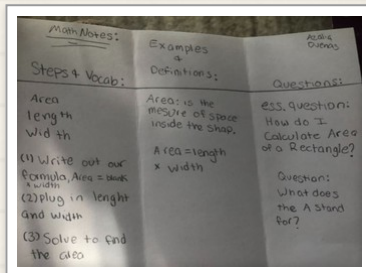 Math Notes:
Steps & Vocab:
Area
length
Width
(1) Write out our
formula, Area = blank
x width
(2) plug in lenght
and width
(3) Solve to find
the area
Examples
&
Definitions:
Area: is the
mesure of space
inside the shap.
Area = length
x width
Questions:
ess. question:
How do I
Calculate Area
of a Rectangle?
Question:
What does
the A stand
for?